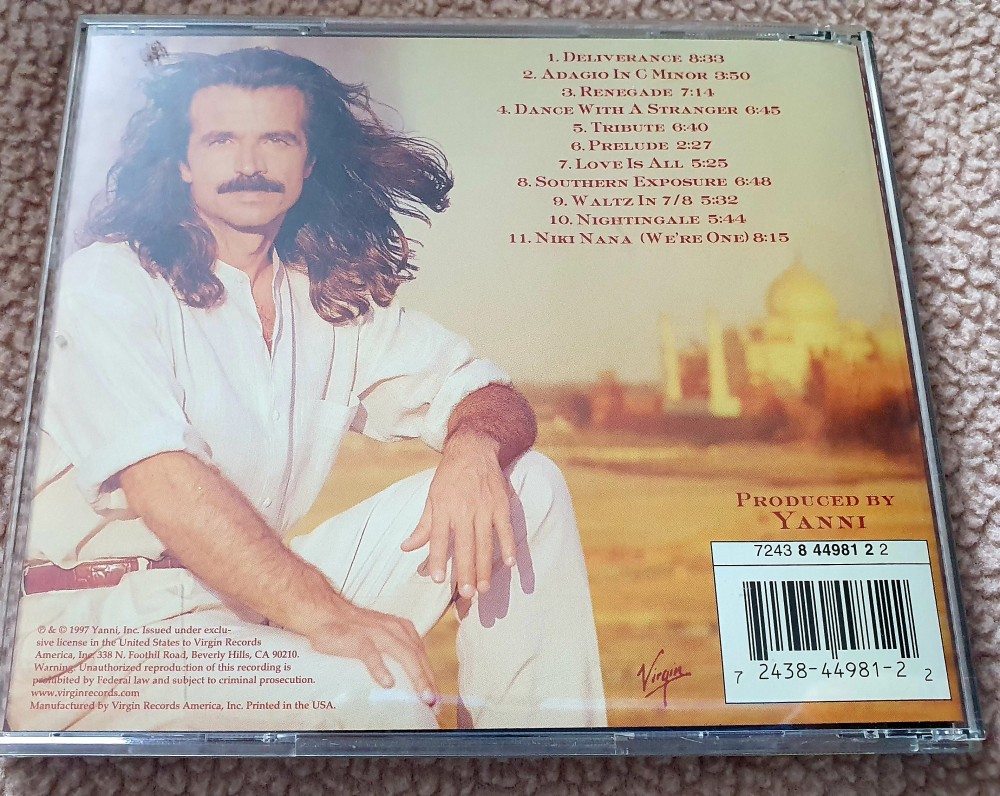 1. Deliverance 8:33
2. Adagio In C Minor 3:50
3. Renegade 7:14
4. Dance With A Stranger 6:45
5. Tribute 6:40
6. Prelude 2:27
7. Love Is All 5:25
8. Southern Exposure 6:48
9. Waltz In 7/8 5:32
10. Nightingale 5:44
11. Niki Nana (We're One) 8:15
Produced by
Yanni
7243 8 44981 2 2
℗ & © 1997 Yanni, Inc. Issued under exclu-
sive license in the United States to Virgin Records
America, Inc. 338 N. Foothill Road, Beverly Hills, CA 90210.
Warning: Unauthorized reproduction of this recording is
prohibited by Federal law and subject to criminal prosecution.
www.virginrecords.com
Manufactured by Virgin Records America, Inc. Printed in the USA.
Virgin
7 2438-44981-2 2